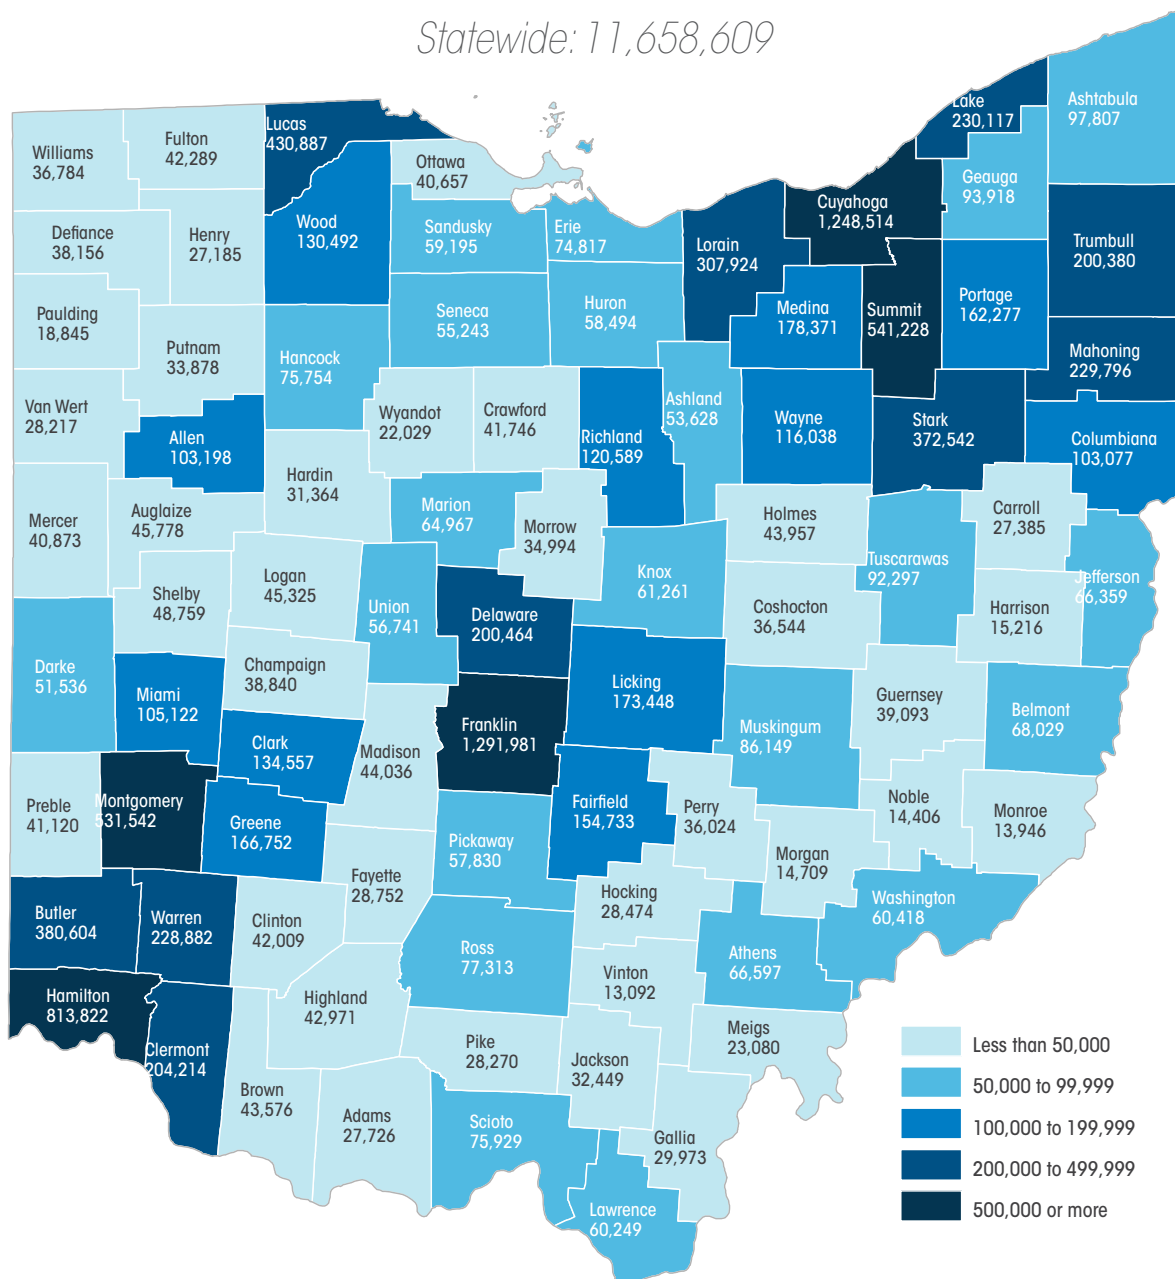 Statewide: 11,658,609
Lake
230,117
Ashtabula
97,807
Williams
36,784
Fulton
42,289
Lucas
430,887
Ottawa
40,657
Geauga
93,918
Cuyahoga
1,248,514
Defiance
38,156
Henry
27,185
Wood
130,492
Sandusky
59,195
Erie
74,817
Lorain
307,924
Trumbull
200,380
Paulding
18,845
Putnam
33,878
Hancock
75,754
Seneca
55,243
Huron
58,494
Medina
178,371
Summit
541,228
Portage
162,277
Mahoning
229,796
Van Wert
28,217
Allen
103,198
Wyandot
22,029
Crawford
41,746
Richland
120,589
Ashland
53,628
Wayne
116,038
Stark
372,542
Columbiana
103,077
Hardin
31,364
Mercer
40,873
Auglaize
45,778
Marion
64,967
Morrow
34,994
Holmes
43,957
Carroll
27,385
Tuscarawas
92,297
Jefferson
66,359
Shelby
48,759
Logan
45,325
Union
56,741
Delaware
200,464
Knox
61,261
Coshocton
36,544
Harrison
15,216
Darke
51,536
Miami
105,122
Champaign
38,840
Licking
173,448
Guernsey
39,093
Belmont
68,029
Clark
134,557
Madison
44,036
Franklin
1,291,981
Muskingum
86,149
Preble
41,120
Montgomery
531,542
Greene
166,752
Fairfield
154,733
Perry
36,024
Noble
14,406
Monroe
13,946
Pickaway
57,830
Morgan
14,709
Fayette
28,752
Hocking
28,474
Washington
60,418
Butler
380,604
Warren
228,882
Clinton
42,009
Ross
77,313
Athens
66,597
Vinton
13,092
Hamilton
813,822
Highland
42,971
Meigs
23,080
Clermont
204,214
Pike
28,270
Jackson
32,449
Brown
43,576
Adams
27,726
Scioto
75,929
Gallia
29,973
Lawrence
60,249
Less than 50,000
50,000 to 99,999
100,000 to 199,999
200,000 to 499,999
500,000 or more